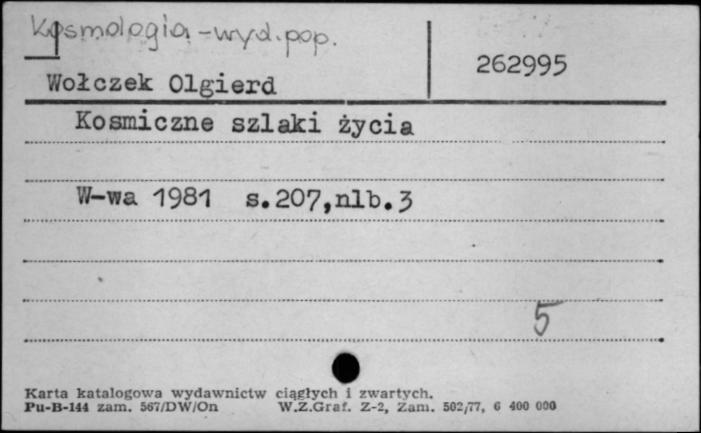 Kosmologia - wyd. pop.
262995
Wołczek Olgierd
Kosmiczne szlaki życia
W-wa 1981 s.207,nlb.3
5
Karta katalogowa wydawnictw ciągłych i zwartych.
Pu-B-144 zam. 567/DW/On W.Z.Graf. Z-2, Zam. 502/77, 6 400 000